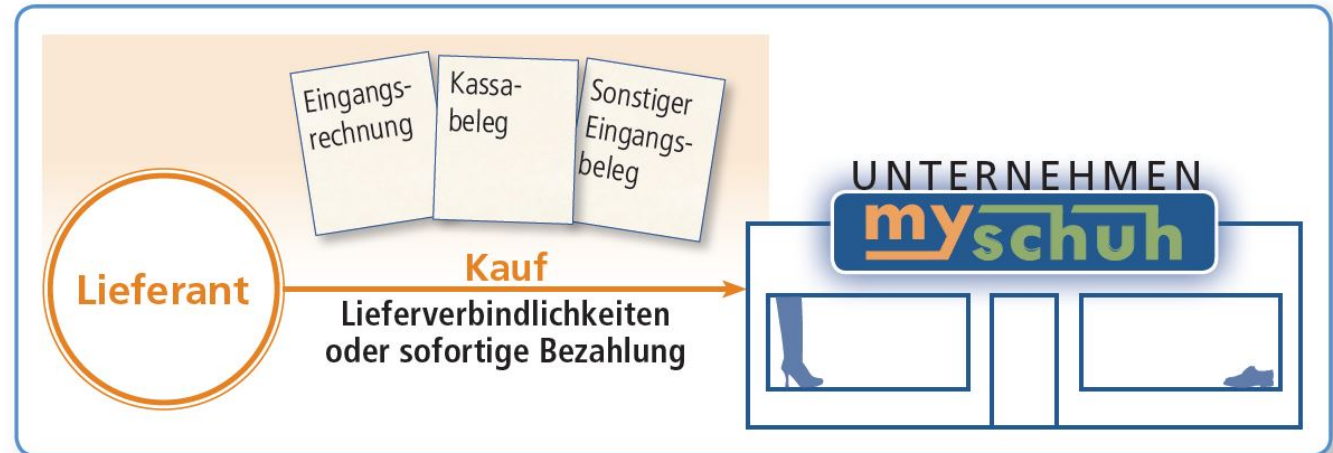 Eingangs-
rechnung
Kassa-
beleg
Sonstiger
Eingangs-
beleg
UNTERNEHMEN
myschuh
Lieferant
Kauf
Lieferverbindlichkeiten
oder sofortige Bezahlung